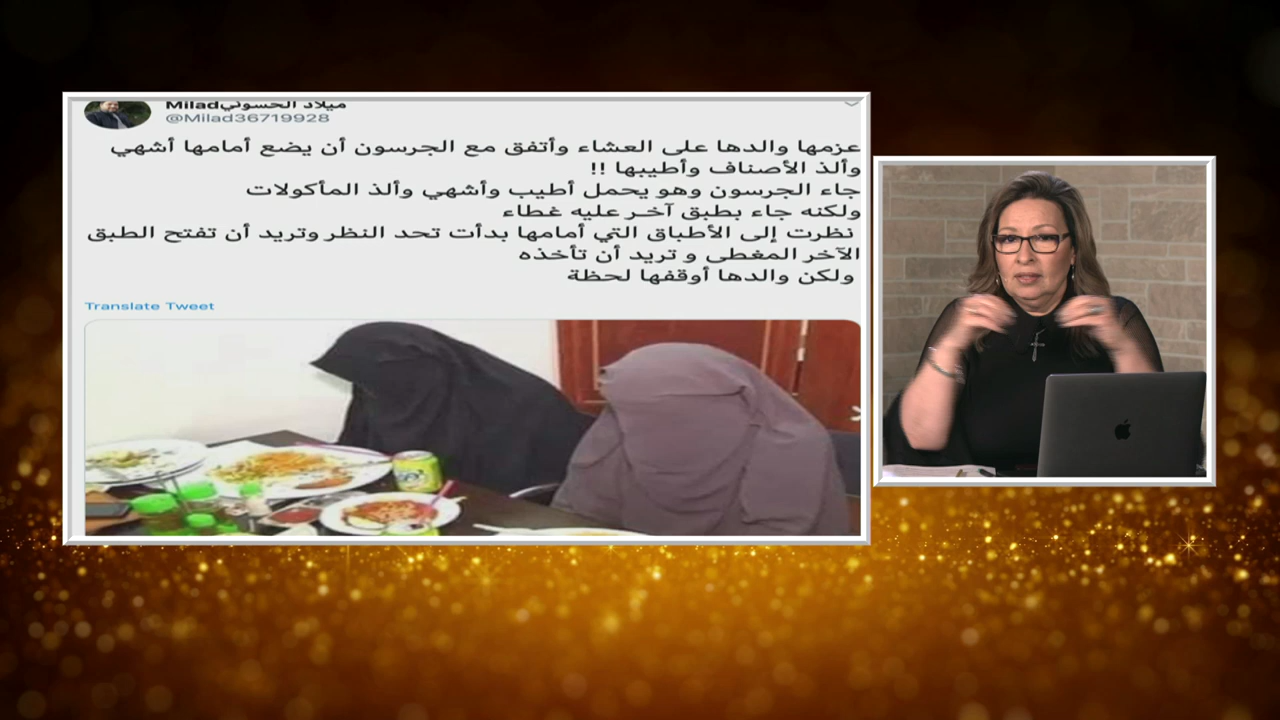 Miladميلاد الحسوني
@Milad36719928
عزمها والدها على العشاء وأتفق مع الجرسون أن يضع أمامها أشهي
وألذ الأصناف وأطيبها !!
جاء الجرسون وهو يحمل أطيب وأشهي وألذ المأكولات
ولكنه جاء بطبق آخر عليه غطاء
نظرت إلى الأطباق التي أمامها بدأت تحد النظر وتريد أن تفتح الطبق
الآخر المغطى و تريد أن تأخذه
ولكن والدها أوقفها لحظة
Translate Tweet